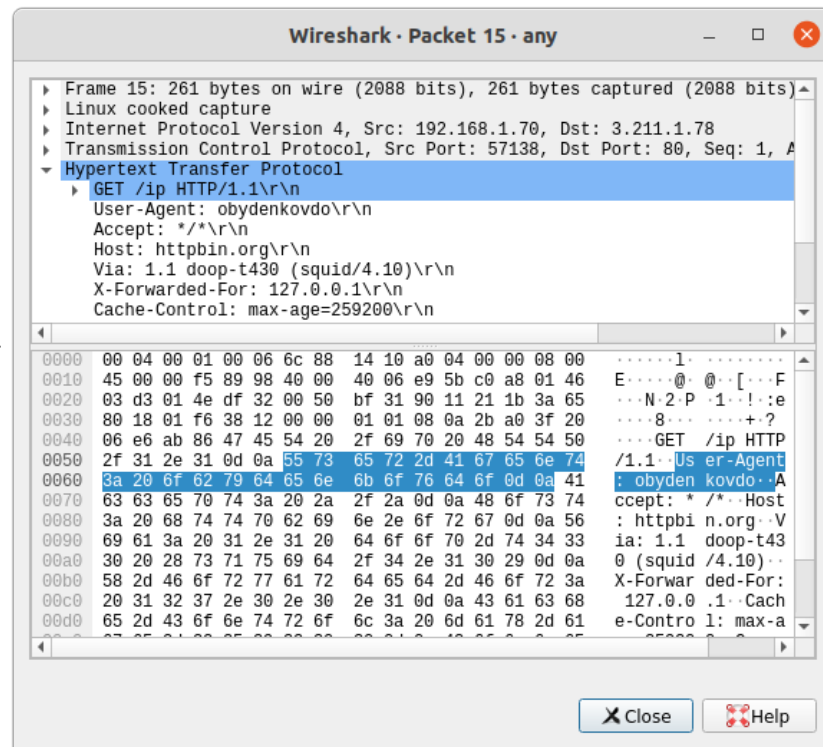 Wireshark · Packet 15 · any
Frame 15: 261 bytes on wire (2088 bits), 261 bytes captured (2088 bits)
Linux cooked capture
Internet Protocol Version 4, Src: 192.168.1.70, Dst: 3.211.1.78
Transmission Control Protocol, Src Port: 57138, Dst Port: 80, Seq: 1, A
Hypertext Transfer Protocol
GET /ip HTTP/1.1\r\n
User-Agent: obydenkovdo\r\n
Accept: */*\r\n
Host: httpbin.org\r\n
Via: 1.1 doop-t430 (squid/4.10)\r\n
X-Forwarded-For: 127.0.0.1\r\n
Cache-Control: max-age=259200\r\n
0000 00 04 00 01 00 06 6c 88 14 10 a0 04 00 00 08 00 ······l· ········
0010 45 00 00 f5 89 98 40 00 40 06 e9 5b c0 a8 01 46 E·····@· @··[···F
0020 03 d3 01 4e df 32 00 50 bf 31 90 11 21 1b 3a 65 ···N·2·P ·1··!·:e
0030 80 18 01 f6 38 12 00 00 01 01 08 0a 2b a0 3f 20 ····8··· ····+·?
0040 06 e6 ab 86 47 45 54 20 2f 69 70 20 48 54 54 50 ····GET /ip HTTP
0050 2f 31 2e 31 0d 0a 55 73 65 72 2d 41 67 65 6e 74 /1.1··Us er-Agent
0060 3a 20 6f 62 79 64 65 6e 6b 6f 76 64 6f 0d 0a 41 : obyden kovdo··A
0070 63 63 65 70 74 3a 20 2a 2f 2a 0d 0a 48 6f 73 74 ccept: * /*··Host
0080 3a 20 68 74 74 70 62 69 6e 2e 6f 72 67 0d 0a 56 : httpbi n.org··V
0090 69 61 3a 20 31 2e 31 20 64 6f 6f 70 2d 74 34 33 ia: 1.1 doop-t43
00a0 30 20 28 73 71 75 69 64 2f 34 2e 31 30 29 0d 0a 0 (squid /4.10)··
00b0 58 2d 46 6f 72 77 61 72 64 65 64 2d 46 6f 72 3a X-Forwar ded-For:
00c0 20 31 32 37 2e 30 2e 30 2e 31 0d 0a 43 61 63 68 127.0.0 .1··Cach
00d0 65 2d 43 6f 6e 74 72 6f 6c 3a 20 6d 61 78 2d 61 e-Contro l: max-a
Close
Help